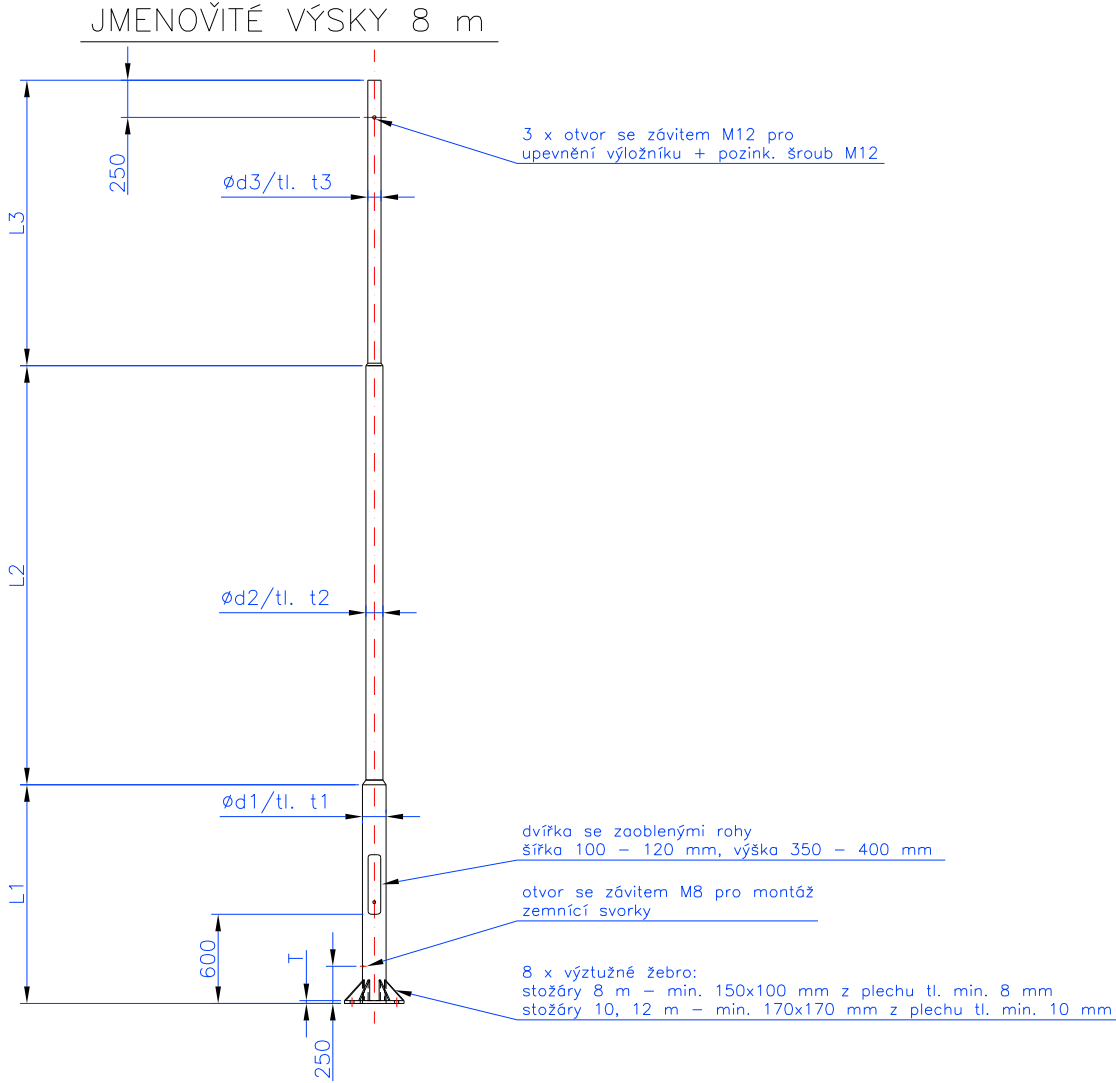 JMENOVITÉ VÝSKY 8 m
250
3 x otvor se závitem M12 pro
upevnění výložníku + pozink. šroub M12
Ød3/tl. t3
L3
L2
Ød2/tl. t2
Ød1/tl. t1
dvířka se zaoblenými rohy
šířka 100 – 120 mm, výška 350 – 400 mm
L1
otvor se závitem M8 pro montáž
zemnící svorky
600
T
8 x výztužné žebro:
stožáry 8 m – min. 150x100 mm z plechu tl. min. 8 mm
stožáry 10, 12 m – min. 170x170 mm z plechu tl. min. 10 mm
250